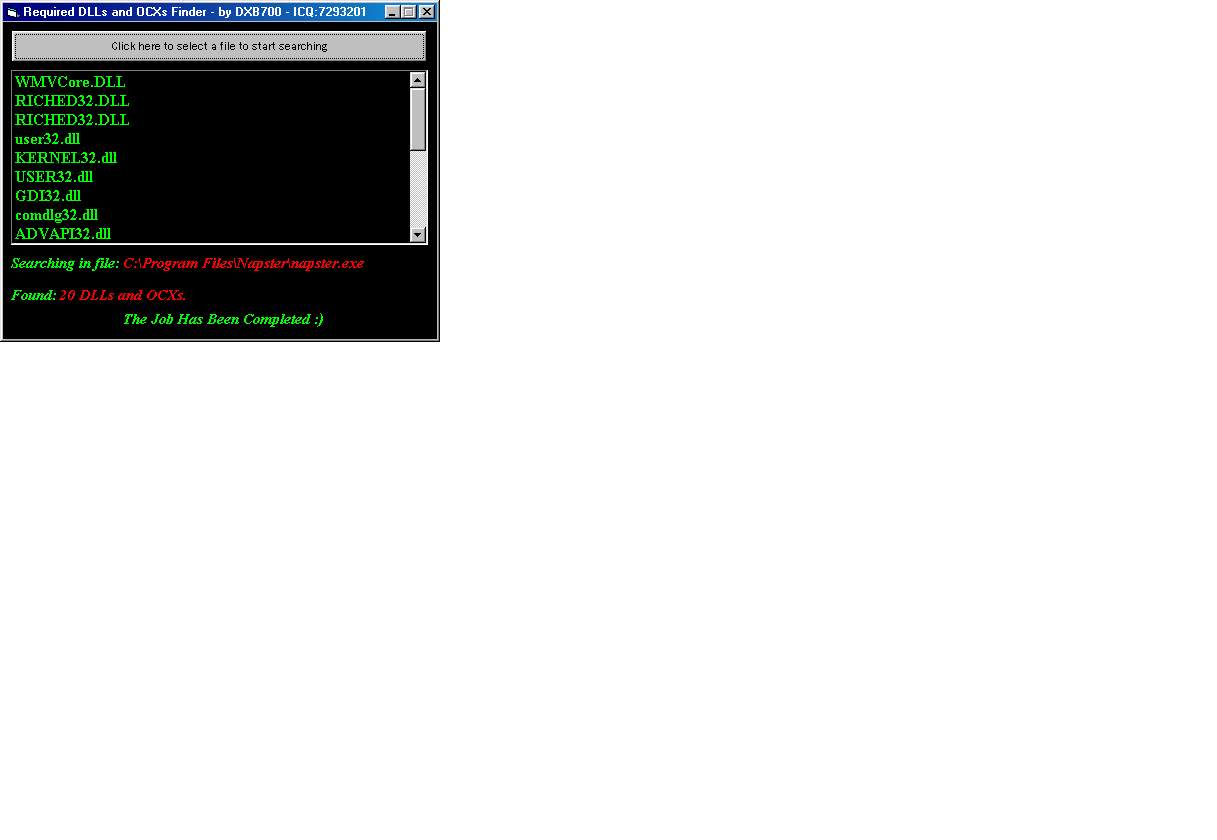 Required DLLs and OCXs Finder - by DXB700 - ICQ:7293201
Click here to select a file to start searching
WMVCore.DLL
RICHED32.DLL
RICHED32.DLL
user32.dll
KERNEL32.dll
USER32.dll
GDI32.dll
comdlg32.dll
ADVAPI32.dll
Searching in file: C:\Program Files\Napster\napster.exe
Found: 20 DLLs and OCXs.
The Job Has Been Completed :)